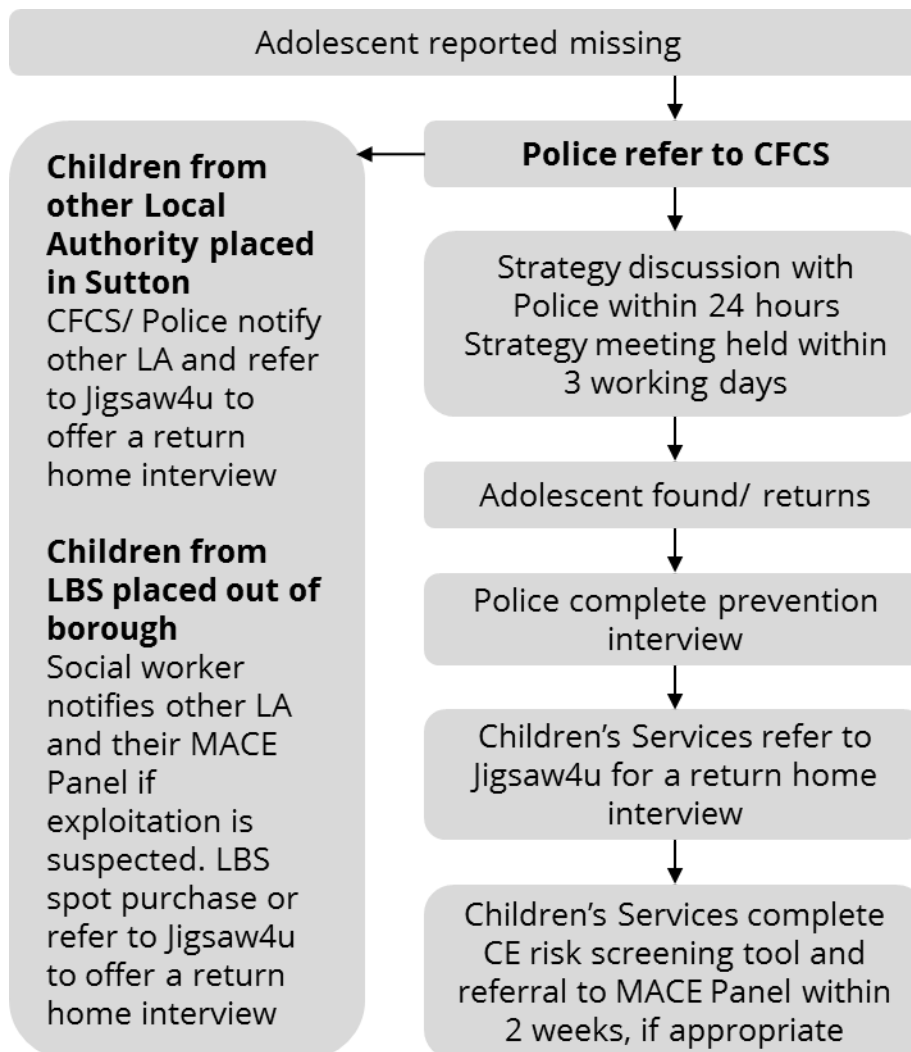 Adolescent reported missing
Police refer to CFCS
Children from
other Local
Authority placed
in Sutton
CFCS/ Police notify
other LA and refer
to Jigsaw4u to
offer a return
home interview
Children from
LBS placed out of
borough
Social worker
notifies other LA
and their MACE
Panel if
exploitation is
suspected. LBS
spot purchase or
refer to Jigsaw4u
to offer a return
home interview
Strategy discussion with
Police within 24 hours
Strategy meeting held within
3 working days
Adolescent found/ returns
Police complete prevention
interview
Children’s Services refer to
Jigsaw4u for a return home
interview
Children’s Services complete
CE risk screening tool and
referral to MACE Panel within
2 weeks, if appropriate